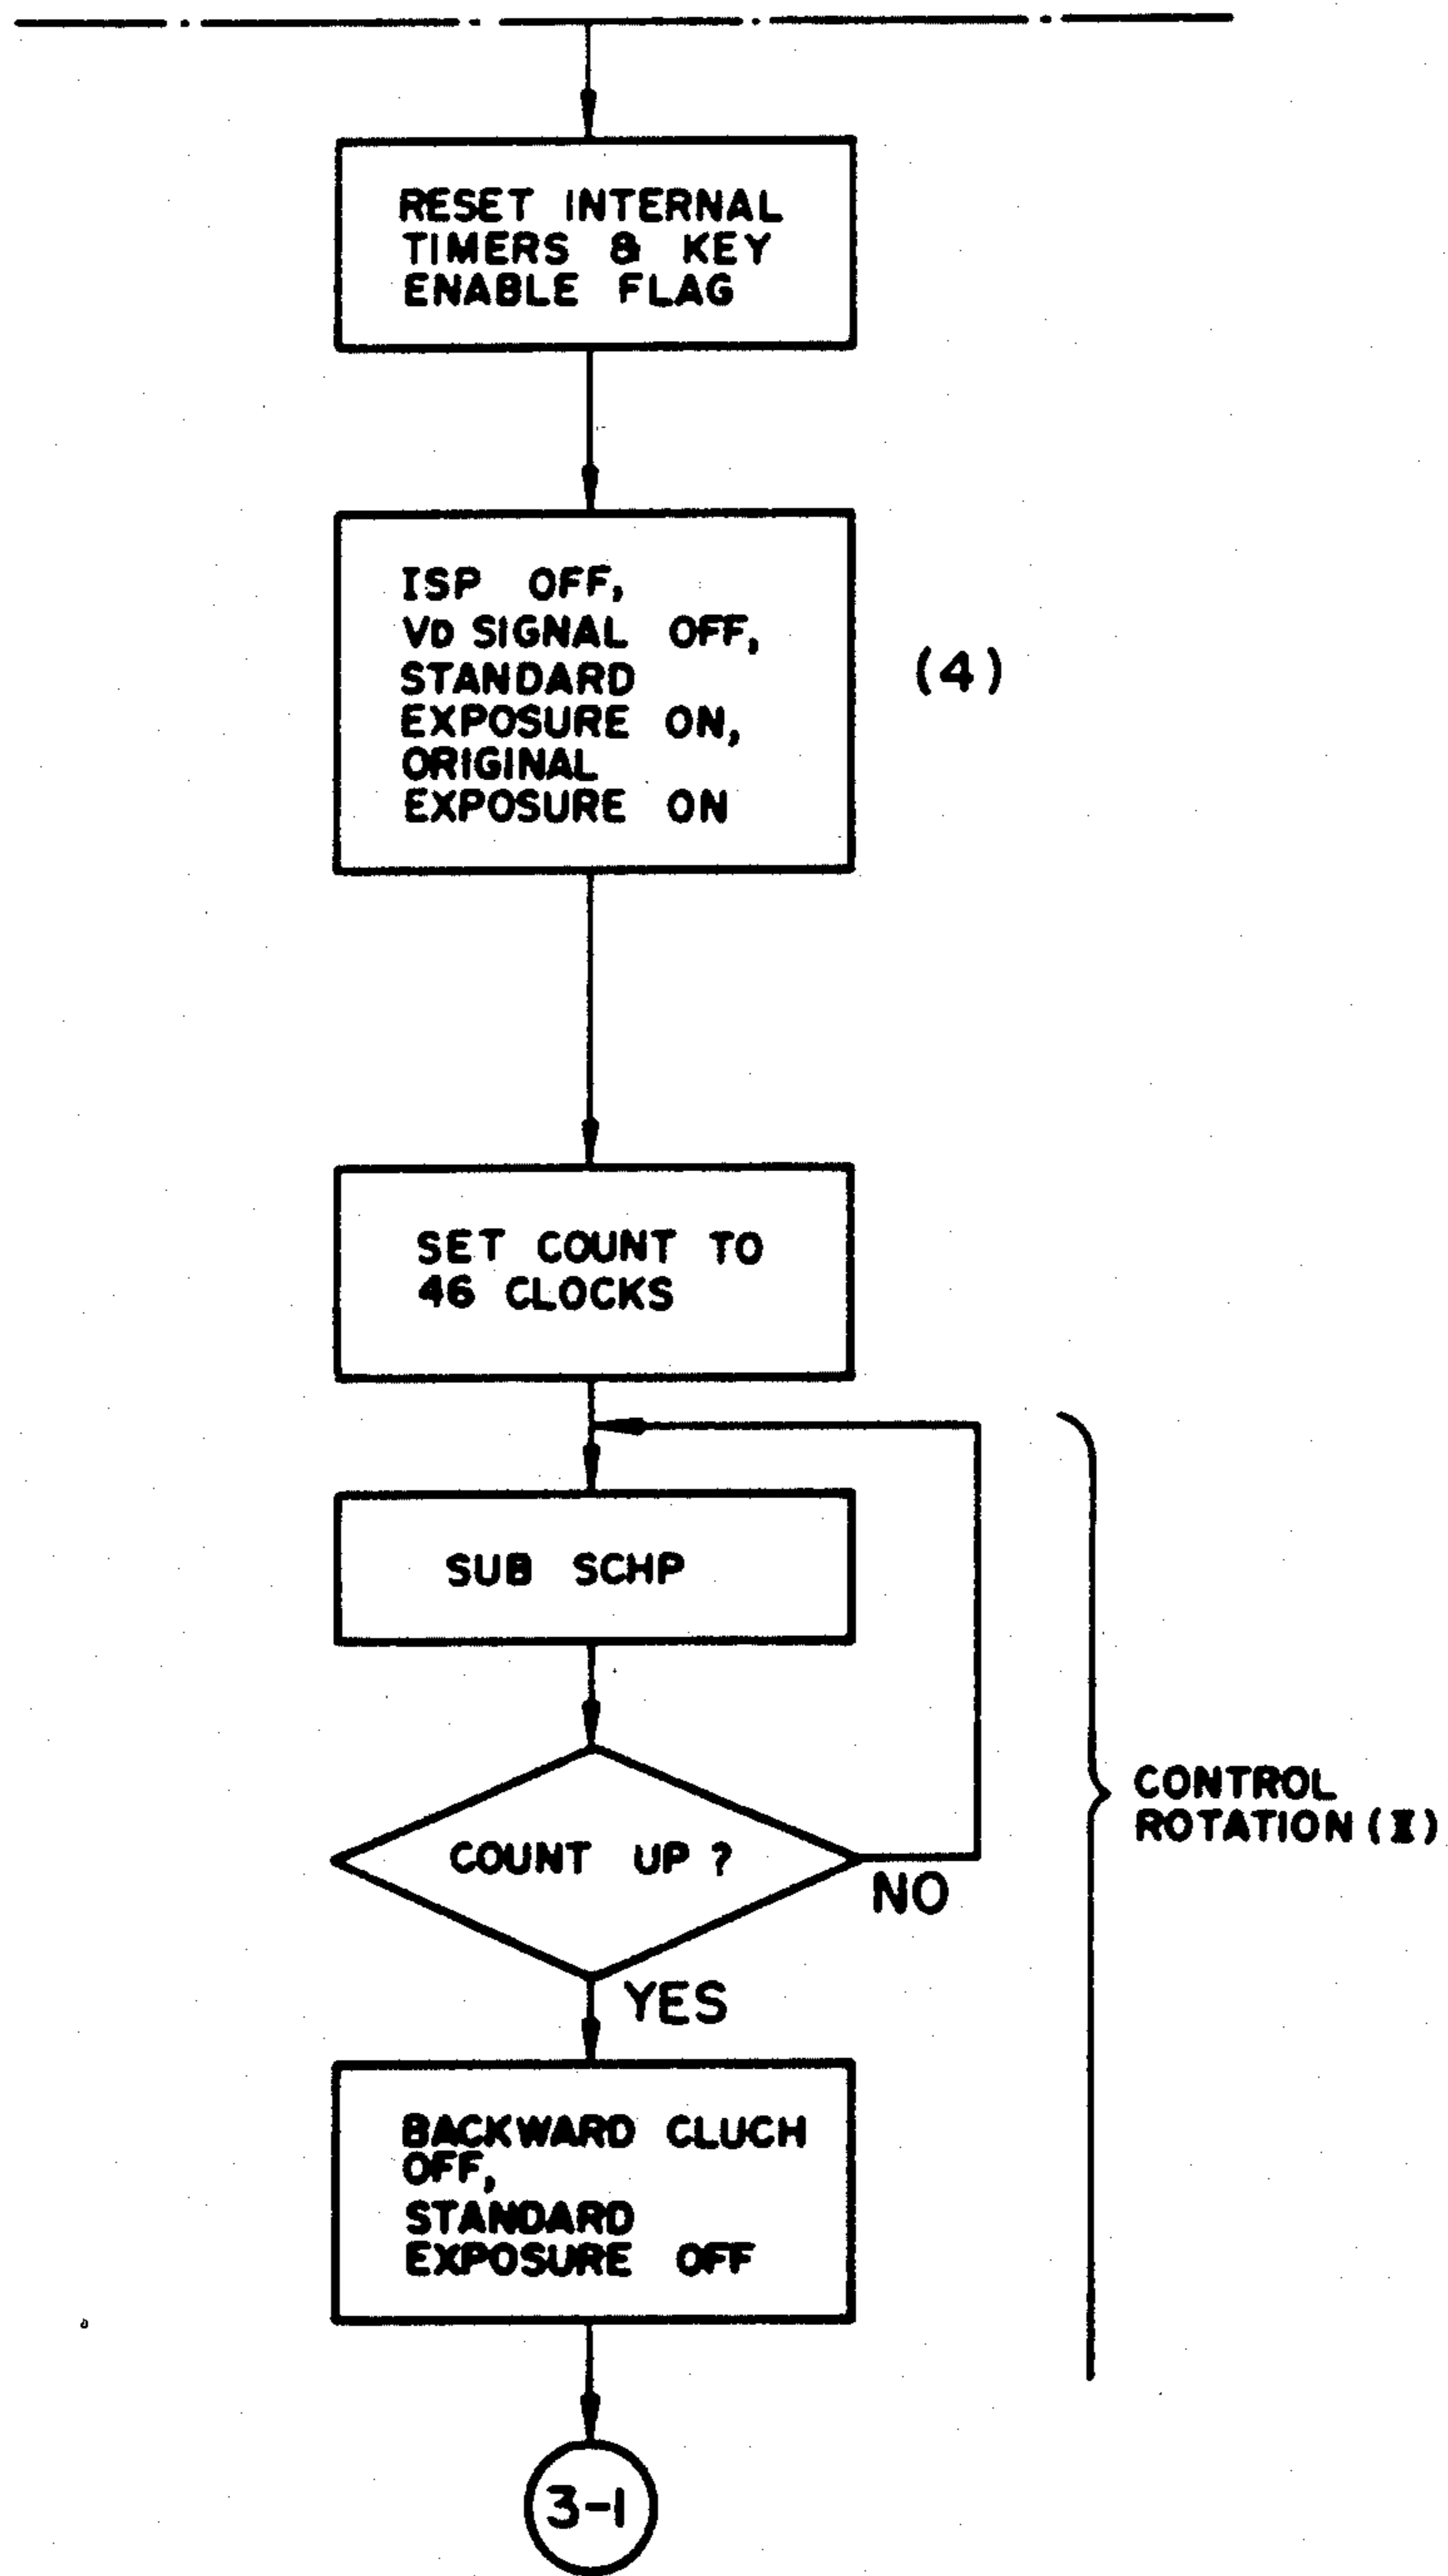 RESET INTERNAL
TIMERS & KEY
ENABLE FLAG
ISP OFF,
VD SIGNAL OFF,
STANDARD
EXPOSURE ON,
ORIGINAL
EXPOSURE ON
(4)
SET COUNT TO
46 CLOCKS
SUB SCHP
COUNT UP ?
NO
YES
CONTROL
ROTATION (II)
BACKWARD CLUCH
OFF,
STANDARD
EXPOSURE OFF
3-1